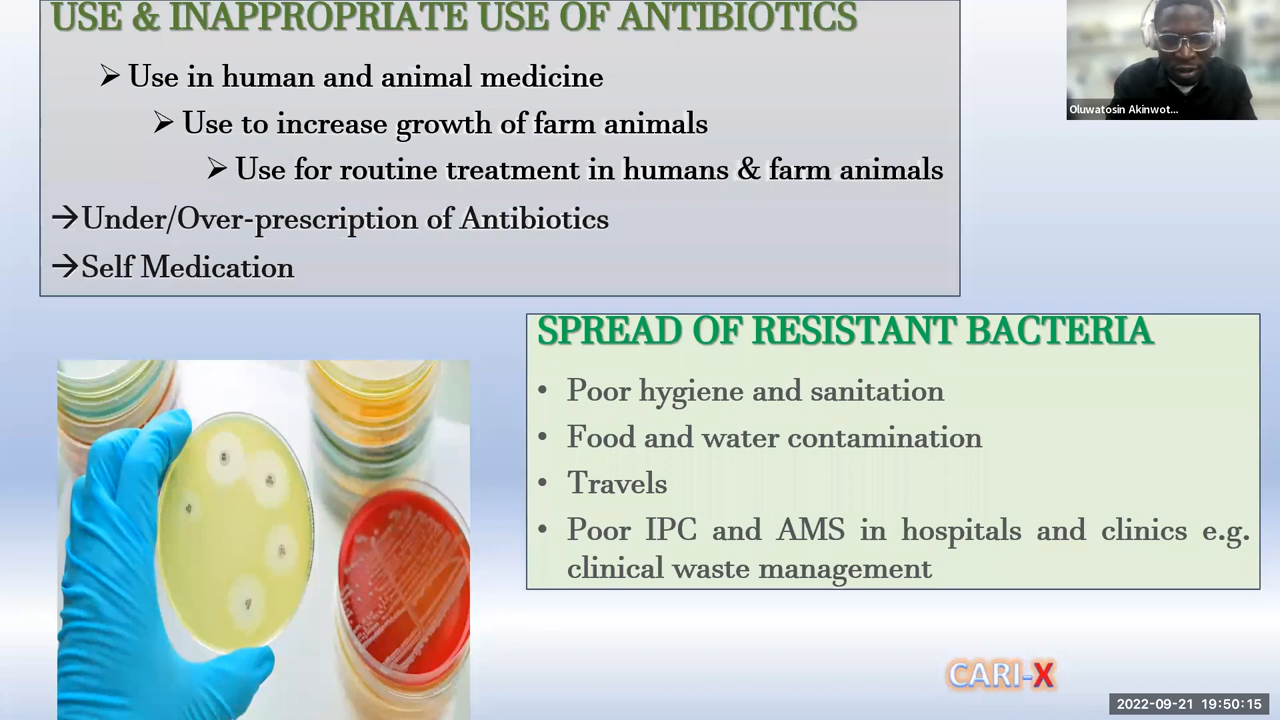 USE & INAPPROPRIATE USE OF ANTIBIOTICS
➢ Use in human and animal medicine
➢ Use to increase growth of farm animals
➢ Use for routine treatment in humans & farm animals
→Under/Over-prescription of Antibiotics
→Self Medication
Oluwatosin Akinwot...
SPREAD OF RESISTANT BACTERIA
• Poor hygiene and sanitation
• Food and water contamination
• Travels
• Poor IPC and AMS in hospitals and clinics e.g.
clinical waste management
CARI-X
2022-09-21 19:50:15